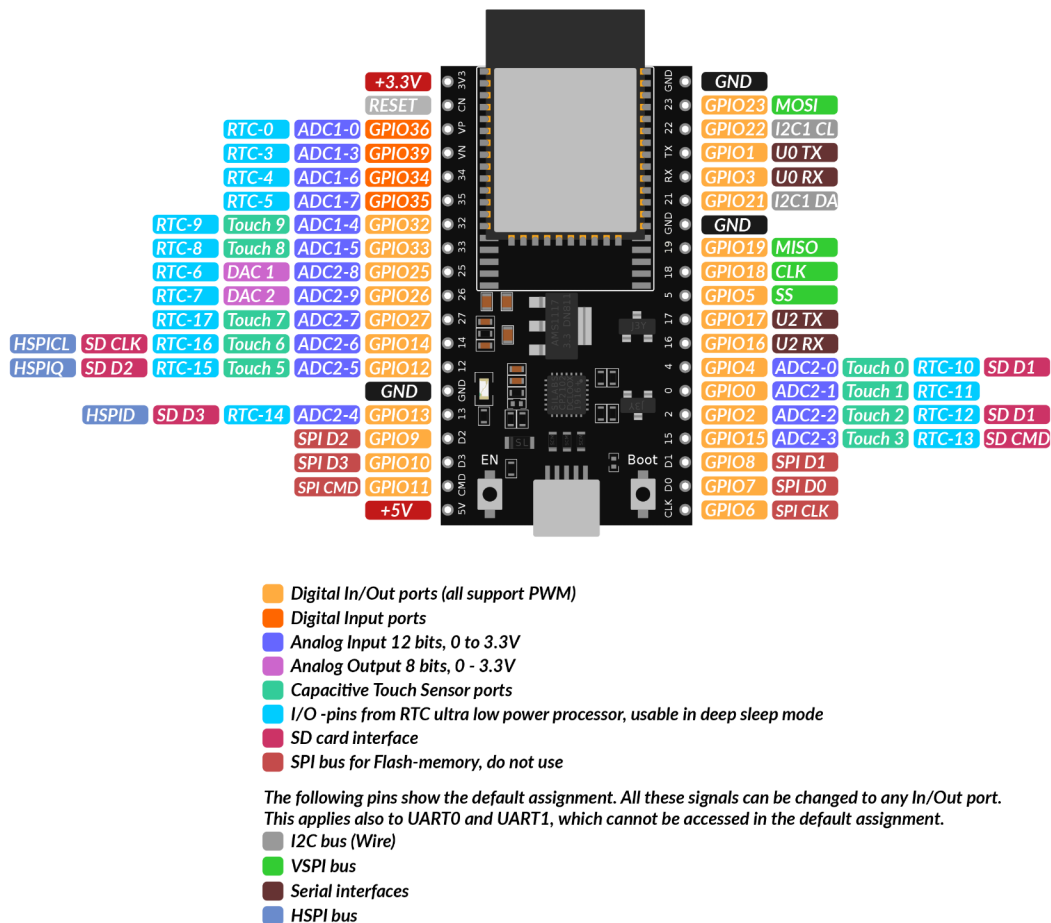 +3.3V 3V3 GND GND
RESET CN 23 GPIO23 MOSI
RTC-0 ADC1-0 GPIO36 VP 22 GPIO22 I2C1 CL
RTC-3 ADC1-3 GPIO39 VN TX GPIO1 U0 TX
RTC-4 ADC1-6 GPIO34 34 RX GPIO3 U0 RX
RTC-5 ADC1-7 GPIO35 35 21 GPIO21 I2C1 DA
RTC-9 Touch 9 ADC1-4 GPIO32 32 GND GND
RTC-8 Touch 8 ADC1-5 GPIO33 33 19 GPIO19 MISO
RTC-6 DAC 1 ADC2-8 GPIO25 25 18 GPIO18 CLK
RTC-7 DAC 2 ADC2-9 GPIO26 26 5 GPIO5 SS
RTC-17 Touch 7 ADC2-7 GPIO27 27 17 GPIO17 U2 TX
HSPICL SD CLK RTC-16 Touch 6 ADC2-6 GPIO14 14 16 GPIO16 U2 RX
HSPIQ SD D2 RTC-15 Touch 5 ADC2-5 GPIO12 12 4 GPIO4 ADC2-0 Touch 0 RTC-10 SD D1
GND GND 0 GPIO0 ADC2-1 Touch 1 RTC-11
HSPID SD D3 RTC-14 ADC2-4 GPIO13 13 2 GPIO2 ADC2-2 Touch 2 RTC-12 SD D1
SPI D2 GPIO9 D2 15 GPIO15 ADC2-3 Touch 3 RTC-13 SD CMD
SPI D3 GPIO10 D3 EN Boot D1 GPIO8 SPI D1
SPI CMD GPIO11 CMD D0 GPIO7 SPI D0
+5V 5V CLK GPIO6 SPI CLK
Digital In/Out ports (all support PWM)
Digital Input ports
Analog Input 12 bits, 0 to 3.3V
Analog Output 8 bits, 0 - 3.3V
Capacitive Touch Sensor ports
I/O -pins from RTC ultra low power processor, usable in deep sleep mode
SD card interface
SPI bus for Flash-memory, do not use
The following pins show the default assignment. All these signals can be changed to any In/Out port.
This applies also to UART0 and UART1, which cannot be accessed in the default assignment.
I2C bus (Wire)
VSPI bus
Serial interfaces
HSPI bus